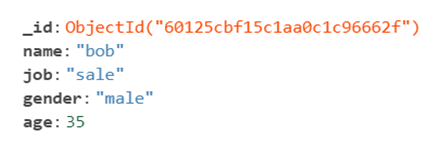 _id: ObjectId("60125cbf15c1aa0c1c96662f")
name: "bob"
job: "sale"
gender: "male"
age: 35